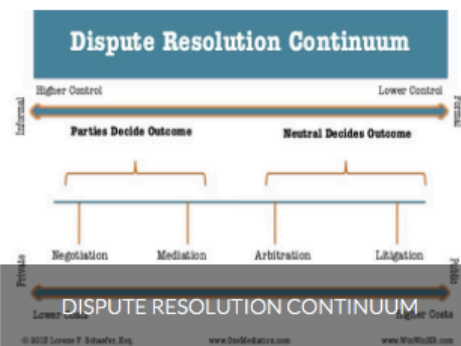 Dispute Resolution Continuum
Higher Control Lower Control
Informal Formal
Parties Decide Outcome Neutral Decides Outcome
Negotiation Mediation Arbitration Litigation
Private Public
DISPUTE RESOLUTION CONTINUUM
Lower Costs Higher Costs
© 2013 Lorene F. Schaefer, Esq. www.OneMediation.com www.WinWinHR.com